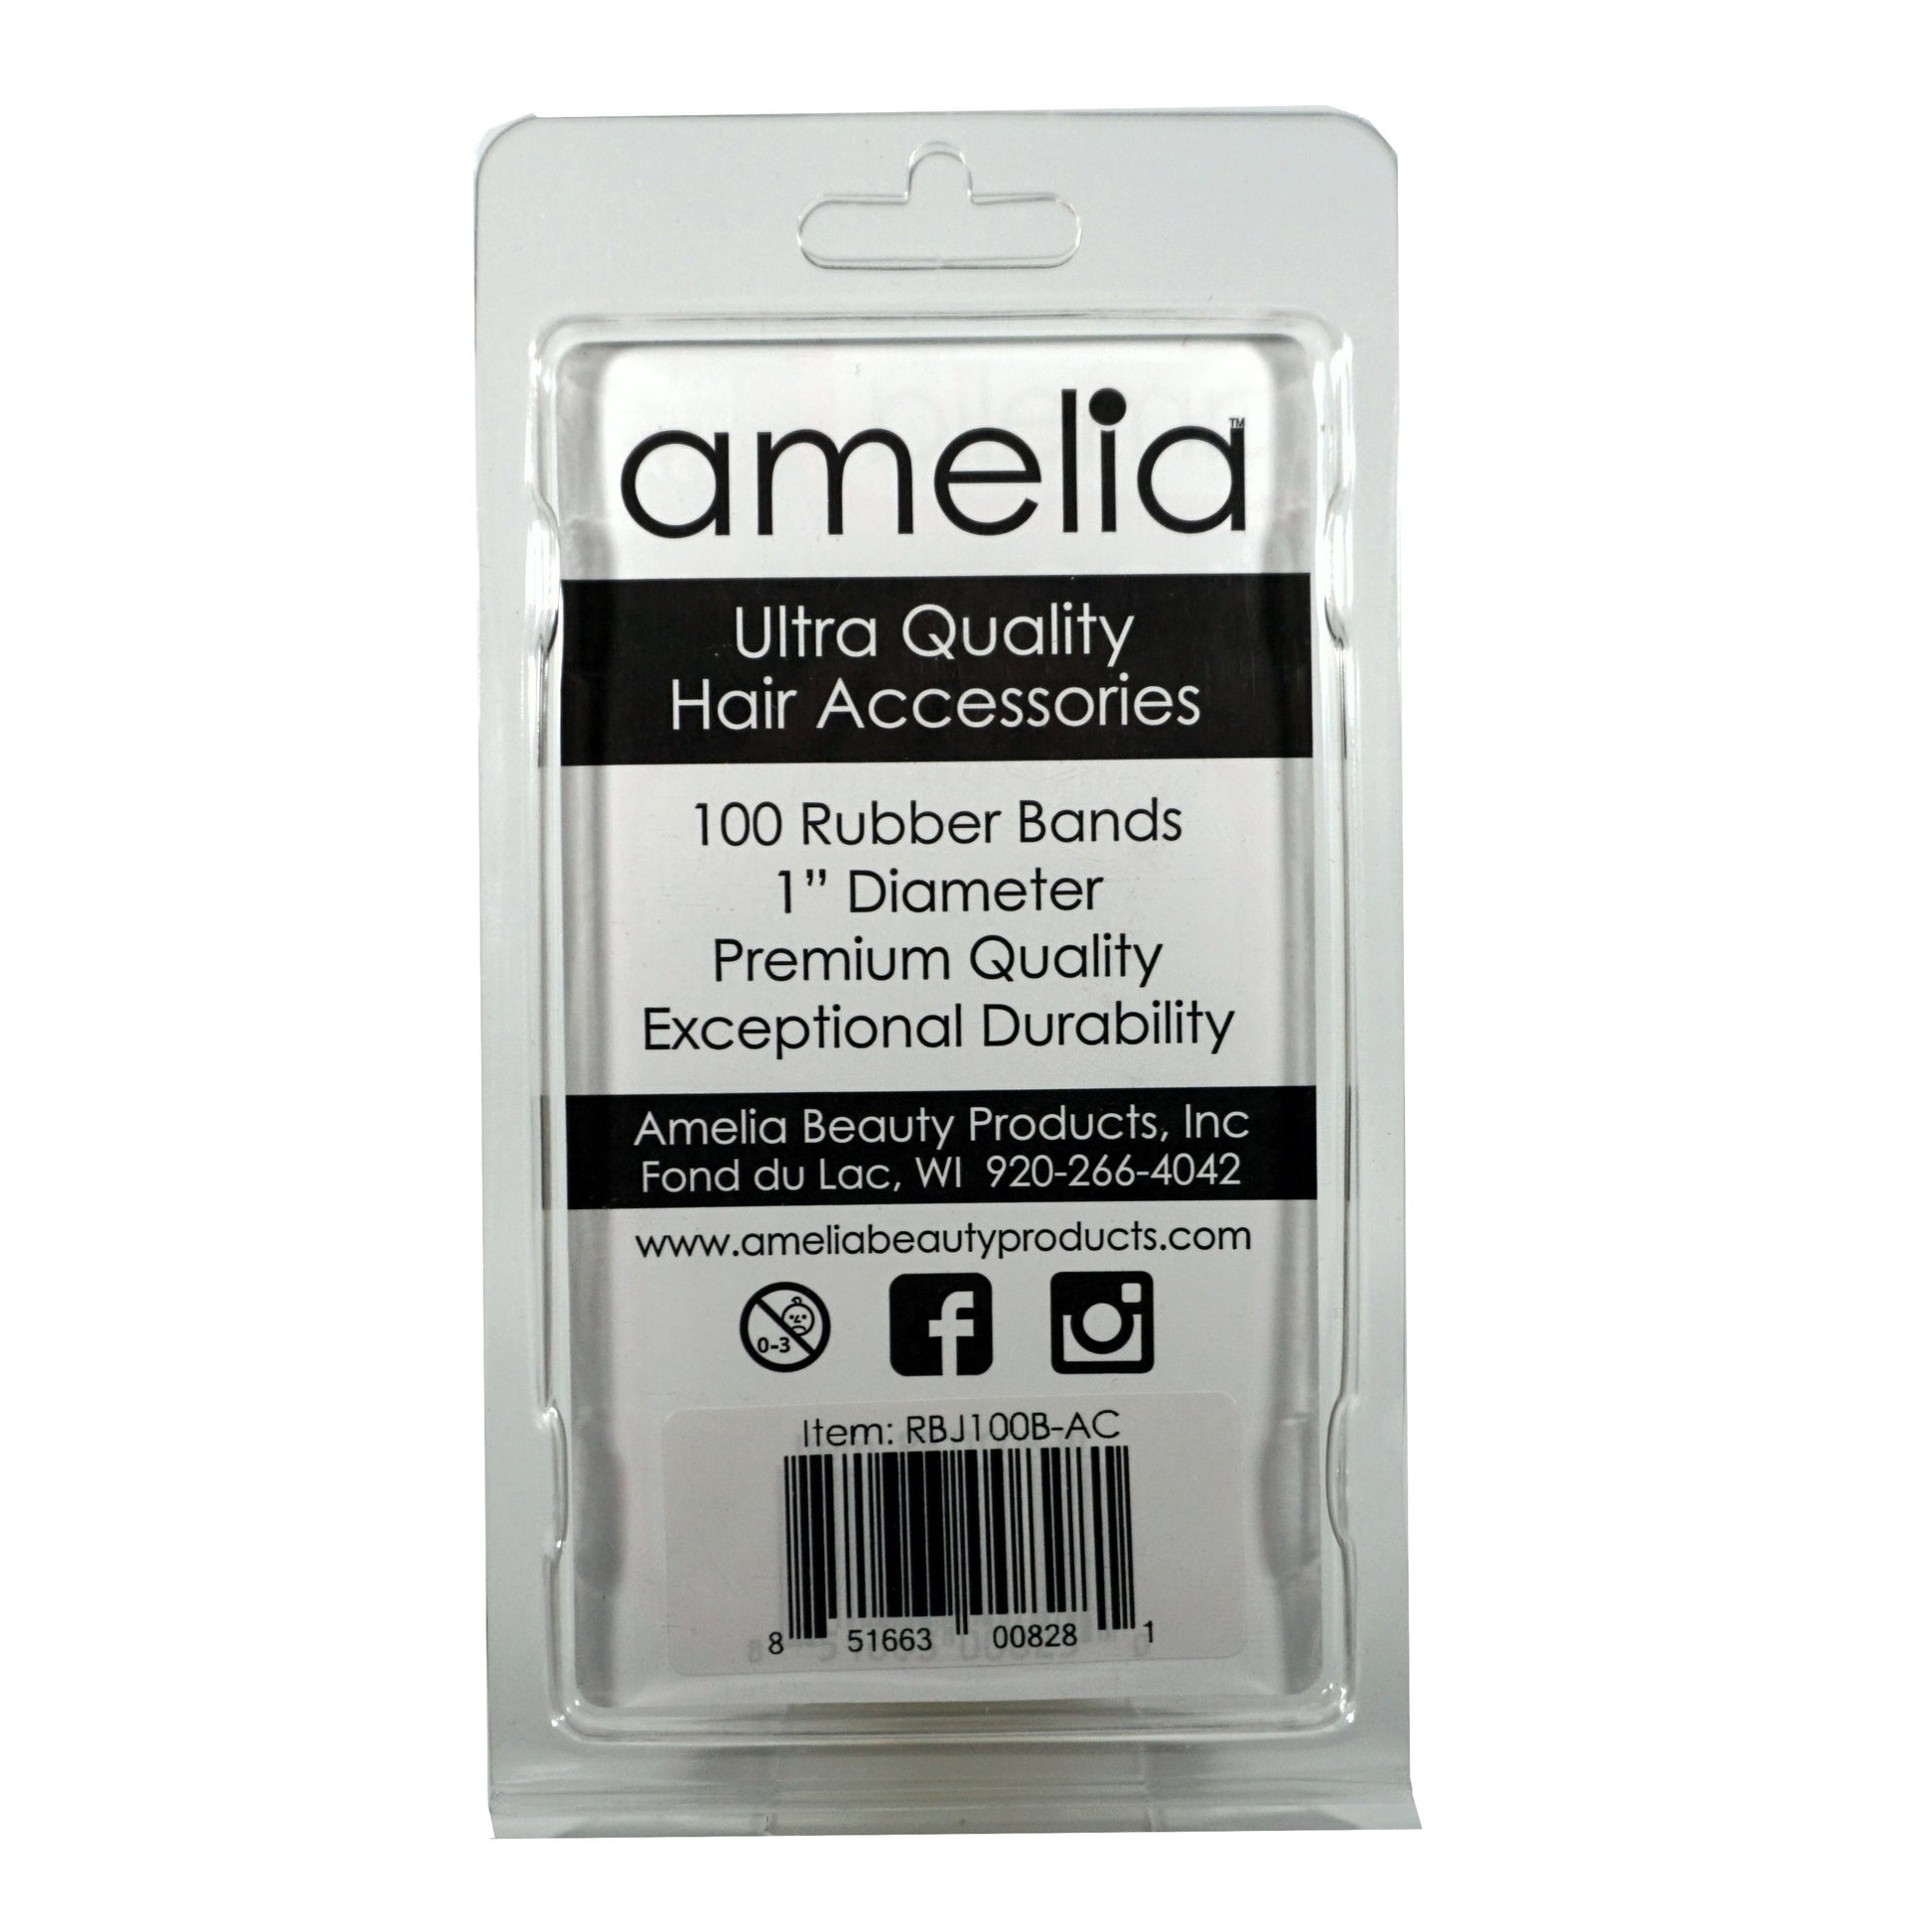 amelia™
Ultra Quality
Hair Accessories
100 Rubber Bands
1” Diameter
Premium Quality
Exceptional Durability
Amelia Beauty Products, Inc
Fond du Lac, WI 920-266-4042
www.ameliabeautyproducts.com
0-3
Item: RBJ100B-AC
8 51663 00828 1